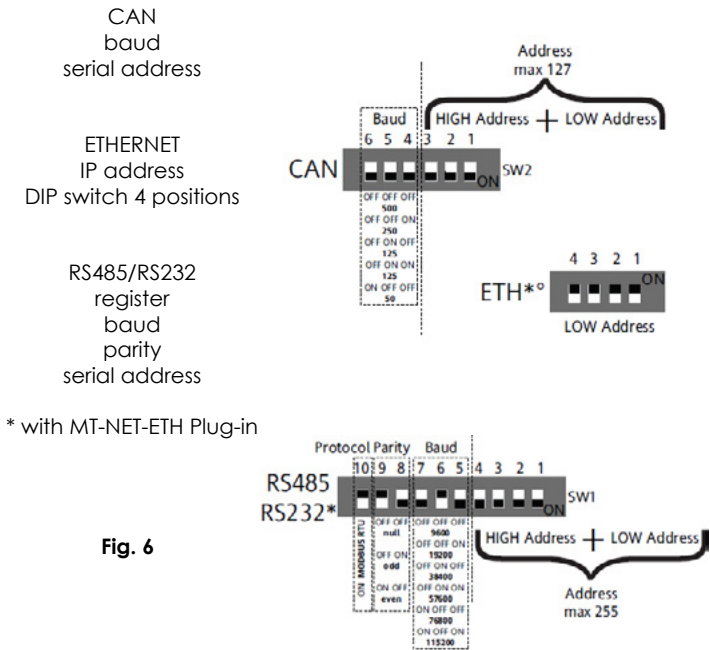 CAN
baud
serial address
ETHERNET
IP address
DIP switch 4 positions
RS485/RS232
register
baud
parity
serial address
* with MT-NET-ETH Plug-in
Fig. 6
Address
max 127
Baud
HIGH Address + LOW Address
6 5 4 3 2 1
CAN
ON
SW2
OFF OFF OFF
500
OFF OFF ON
250
OFF ON OFF
125
OFF ON ON
125
ON OFF OFF
50
4 3 2 1
ON
ETH*°
LOW Address
Protocol Parity Baud
10 9 8 7 6 5 4 3 2 1
RS485
RS232*
ON
SW1
ON MODBUS RTU
OFF OFF
null
OFF ON
odd
ON OFF
even
OFF OFF OFF
9600
OFF OFF ON
19200
OFF ON OFF
38400
OFF ON ON
57600
ON OFF OFF
76800
ON OFF ON
115200
HIGH Address + LOW Address
Address
max 255